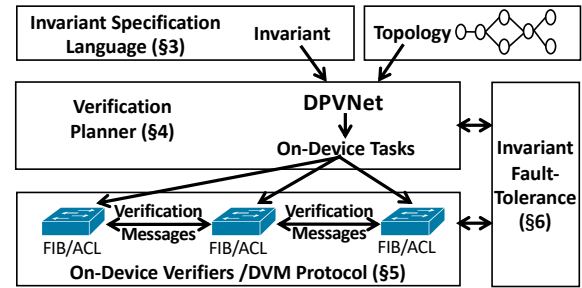 Invariant Specification
Language (§3)
Invariant
Topology
Verification
Planner (§4)
DPVNet
On-Device Tasks
Invariant
Fault-
Tolerance
(§6)
Verification
Messages
Verification
Messages
FIB/ACL
FIB/ACL
FIB/ACL
On-Device Verifiers /DVM Protocol (§5)